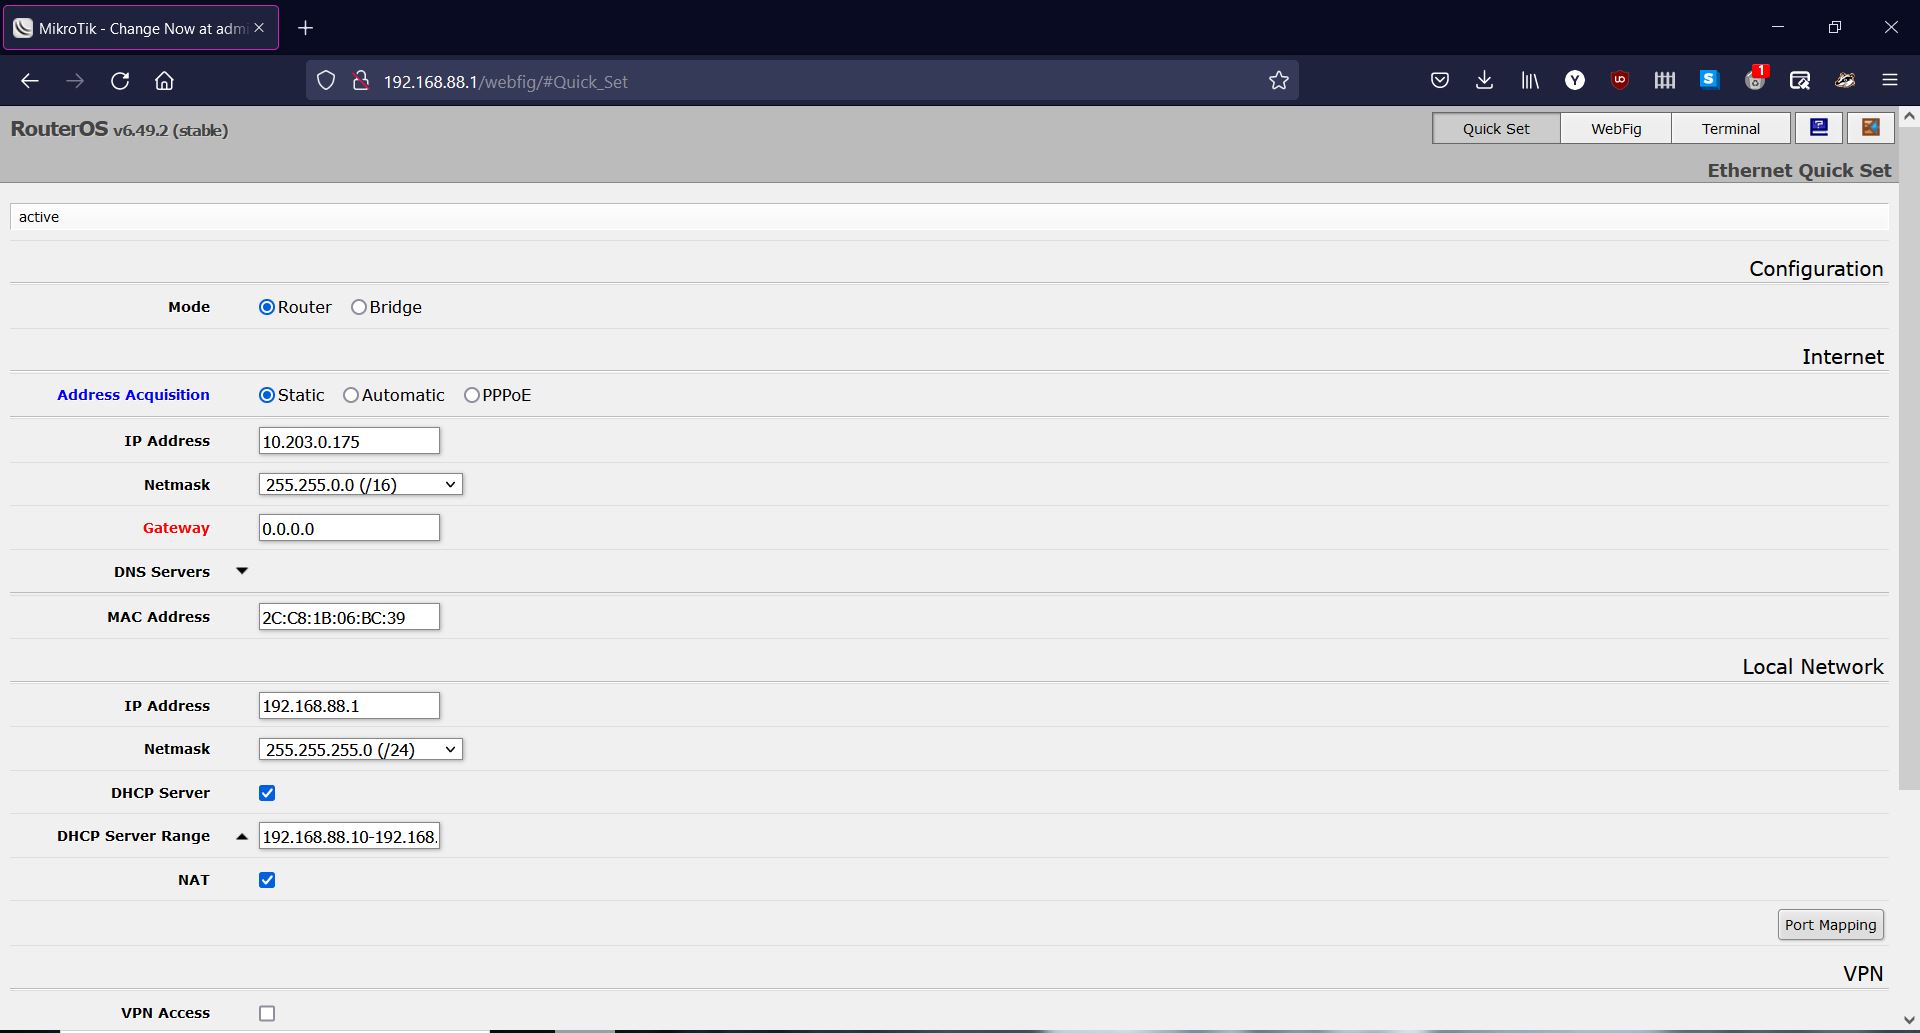 MikroTik - Change Now at admi
192.168.88.1/webfig/#Quick_Set
1
RouterOS v6.49.2 (stable)
Quick Set
WebFig
Terminal
Ethernet Quick Set
active
Configuration
Mode Router Bridge
Internet
Address Acquisition Static Automatic PPPoE
IP Address 10.203.0.175
Netmask 255.255.0.0 (/16)
Gateway 0.0.0.0
DNS Servers
MAC Address 2C:C8:1B:06:BC:39
Local Network
IP Address 192.168.88.1
Netmask 255.255.255.0 (/24)
DHCP Server
DHCP Server Range 192.168.88.10-192.168.
NAT
Port Mapping
VPN
VPN Access